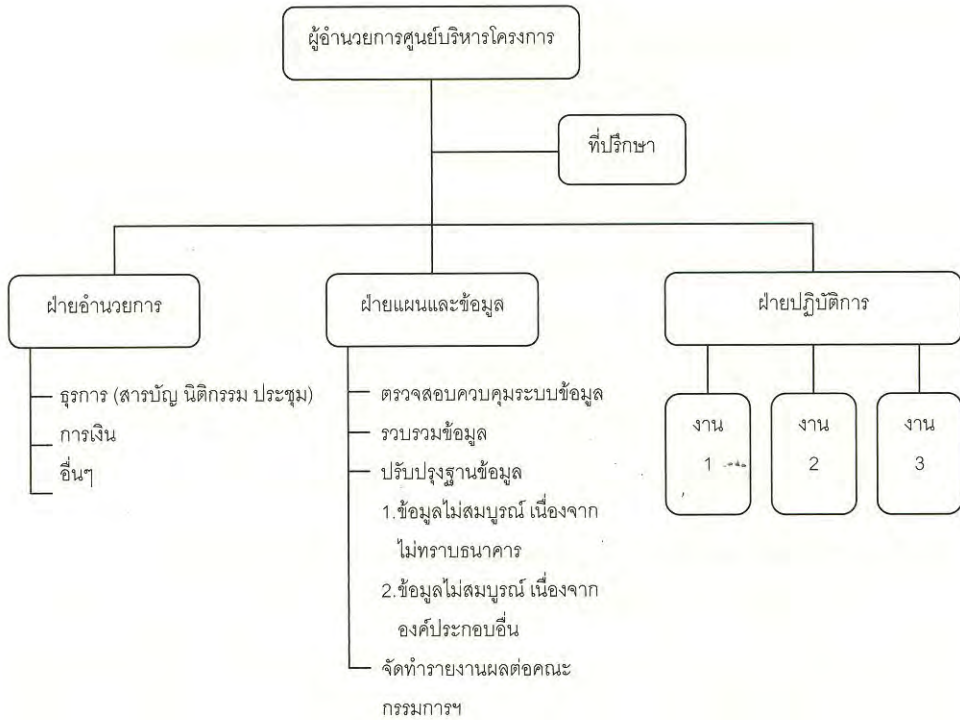 ผู้อำนวยการศูนย์บริหารโครงการ
ที่ปรึกษา
ฝ่ายอำนวยการ
ธุรการ (สารบัญ นิติกรรม ประชุม)
การเงิน
อื่นๆ
ฝ่ายแผนและข้อมูล
ตรวจสอบควบคุมระบบข้อมูล
รวบรวมข้อมูล
ปรับปรุงฐานข้อมูล
1.ข้อมูลไม่สมบูรณ์ เนื่องจาก
ไม่ทราบธนาคาร
2.ข้อมูลไม่สมบูรณ์ เนื่องจาก
องค์ประกอบอื่น
จัดทำรายงานผลต่อคณะ
กรรมการฯ
ฝ่ายปฏิบัติการ
งาน
1
งาน
2
งาน
3